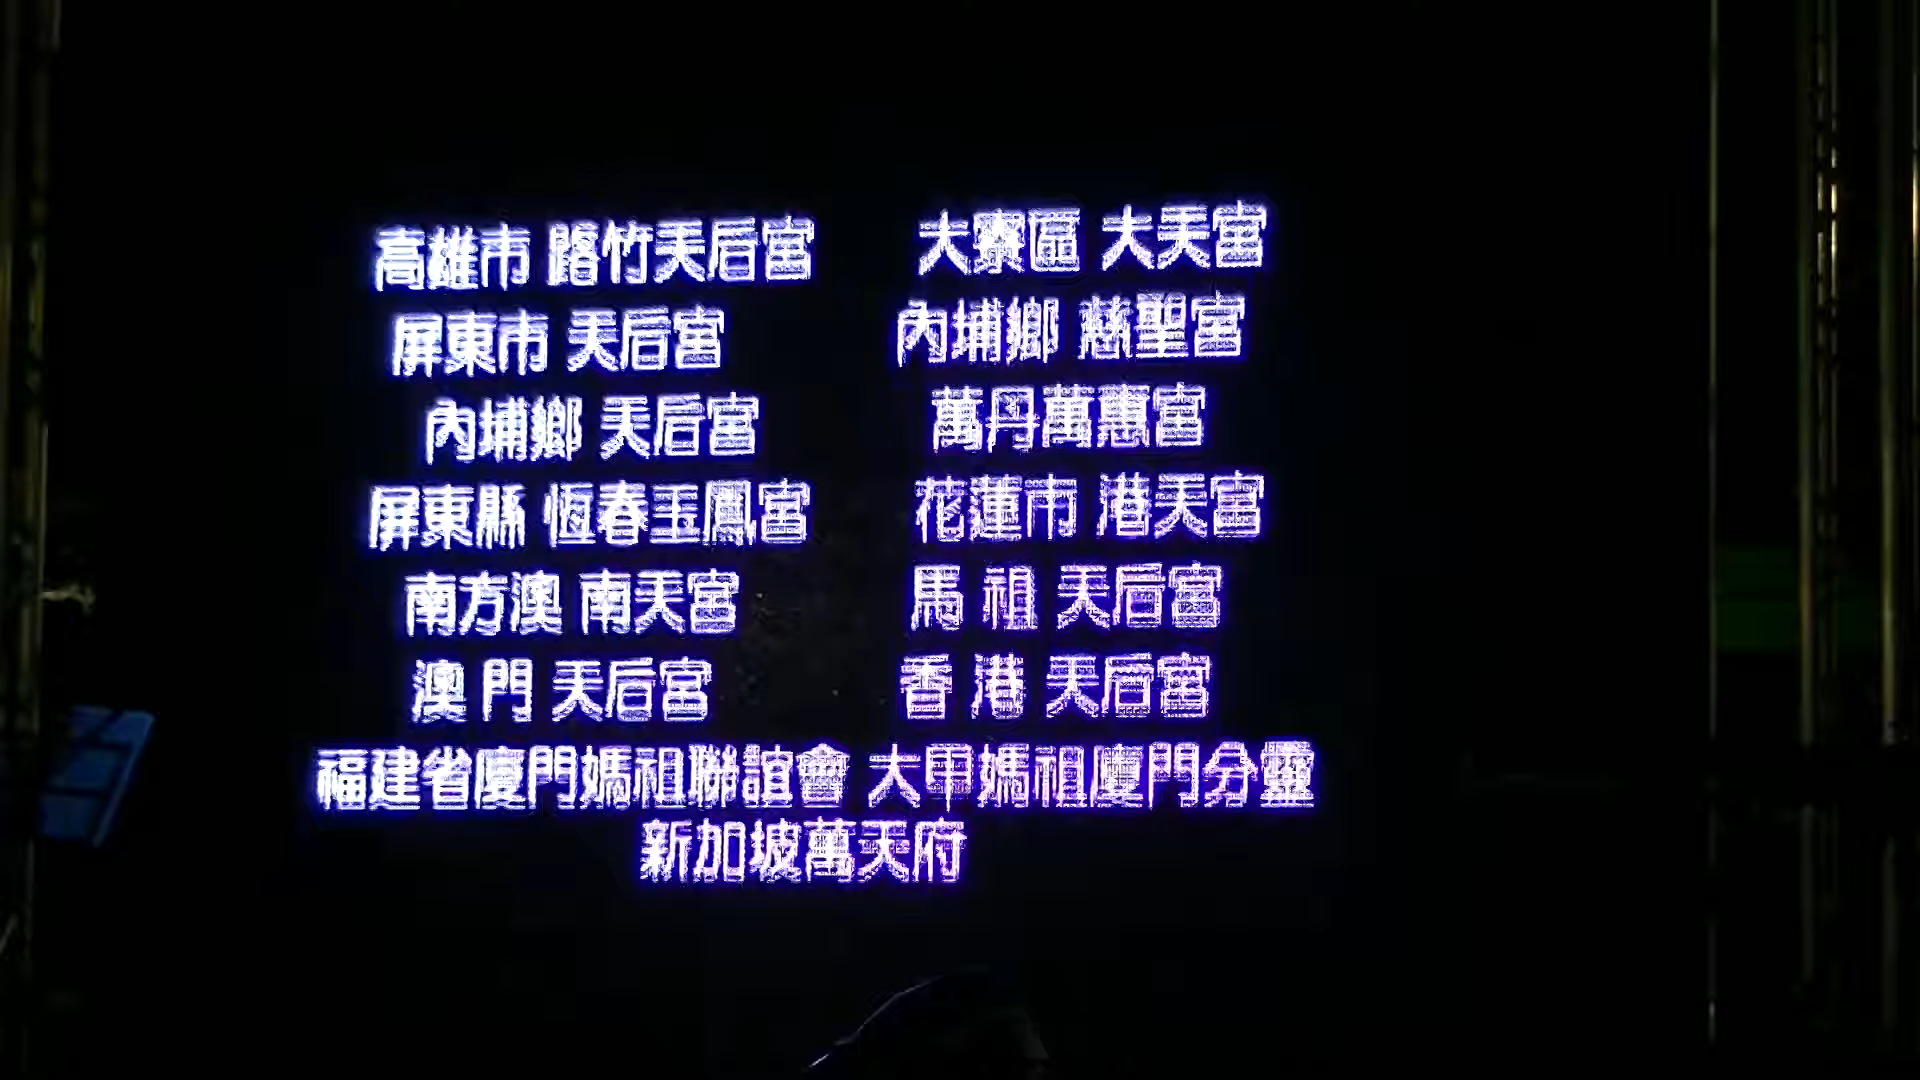 高雄市 路竹天后宮 大寮區 大天宮
屏東市 天后宮 內埔鄉 慈聖宮
內埔鄉 天后宮 萬丹萬惠宮
屏東縣 恆春玉鳳宮 花蓮市 港天宮
南方澳 南天宮 馬 祖 天后宮
澳 門 天后宮 香 港 天后宮
福建省廈門媽祖聯誼會 大甲媽祖廈門分靈
新加坡萬天府